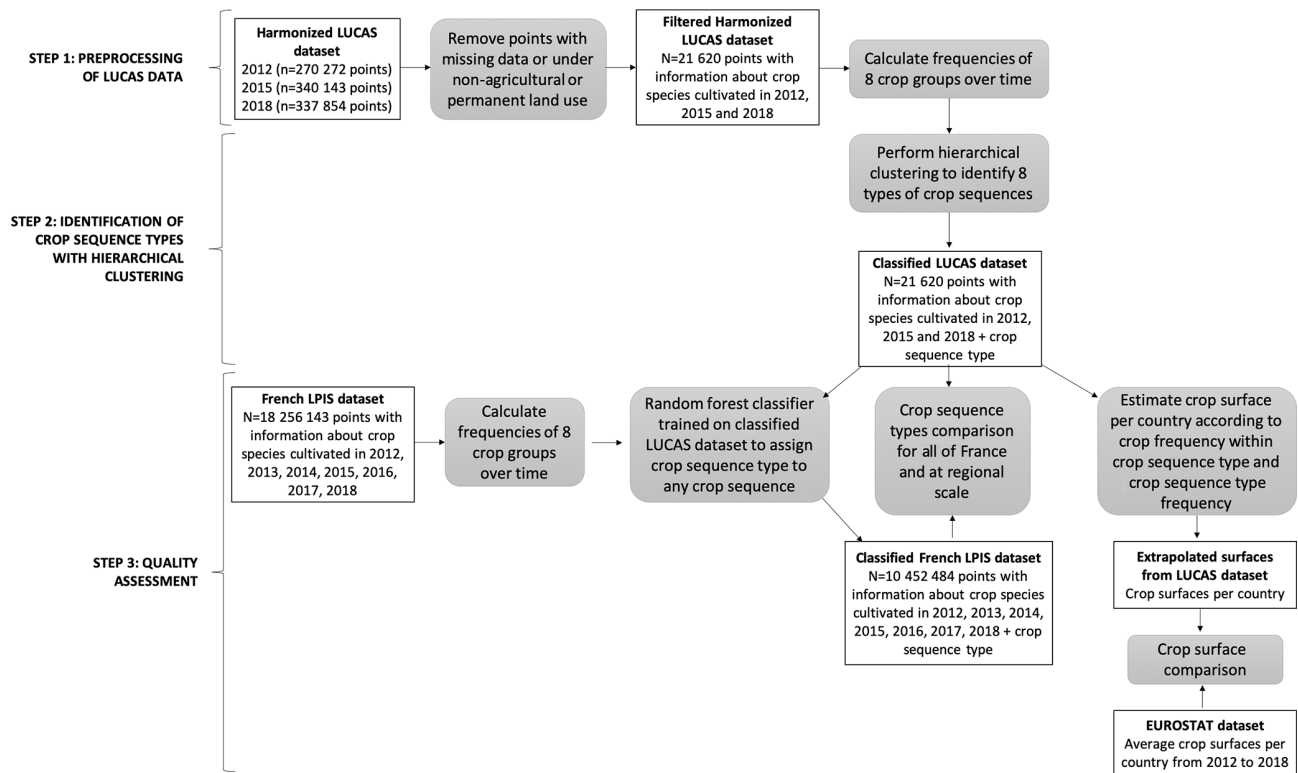 STEP 1: PREPROCESSING
OF LUCAS DATA
Harmonized LUCAS
dataset
2012 (n=270 272 points)
2015 (n=340 143 points)
2018 (n=337 854 points)
Remove points with
missing data or under
non-agricultural or
permanent land use
Filtered Harmonized
LUCAS dataset
N=21 620 points with
information about crop
species cultivated in 2012,
2015 and 2018
Calculate frequencies of
8 crop groups over time
STEP 2: IDENTIFICATION OF
CROP SEQUENCE TYPES
WITH HIERARCHICAL
CLUSTERING
Perform hierarchical
clustering to identify 8
types of crop sequences
Classified LUCAS dataset
N=21 620 points with
information about crop
species cultivated in 2012,
2015 and 2018 + crop
sequence type
STEP 3: QUALITY
ASSESSMENT
French LPIS dataset
N=18 256 143 points with
information about crop
species cultivated in 2012,
2013, 2014, 2015, 2016,
2017, 2018
Calculate
frequencies of 8
crop groups
over time
Random forest classifier
trained on classified
LUCAS dataset to assign
crop sequence type to
any crop sequence
Crop sequence
types comparison
for all of France
and at regional
scale
Estimate crop surface
per country according to
crop frequency within
crop sequence type and
crop sequence type
frequency
Classified French LPIS dataset
N=10 452 484 points with
information about crop species
cultivated in 2012, 2013, 2014,
2015, 2016, 2017, 2018 + crop
sequence type
Extrapolated surfaces
from LUCAS dataset
Crop surfaces per country
Crop surface
comparison
EUROSTAT dataset
Average crop surfaces per
country from 2012 to 2018